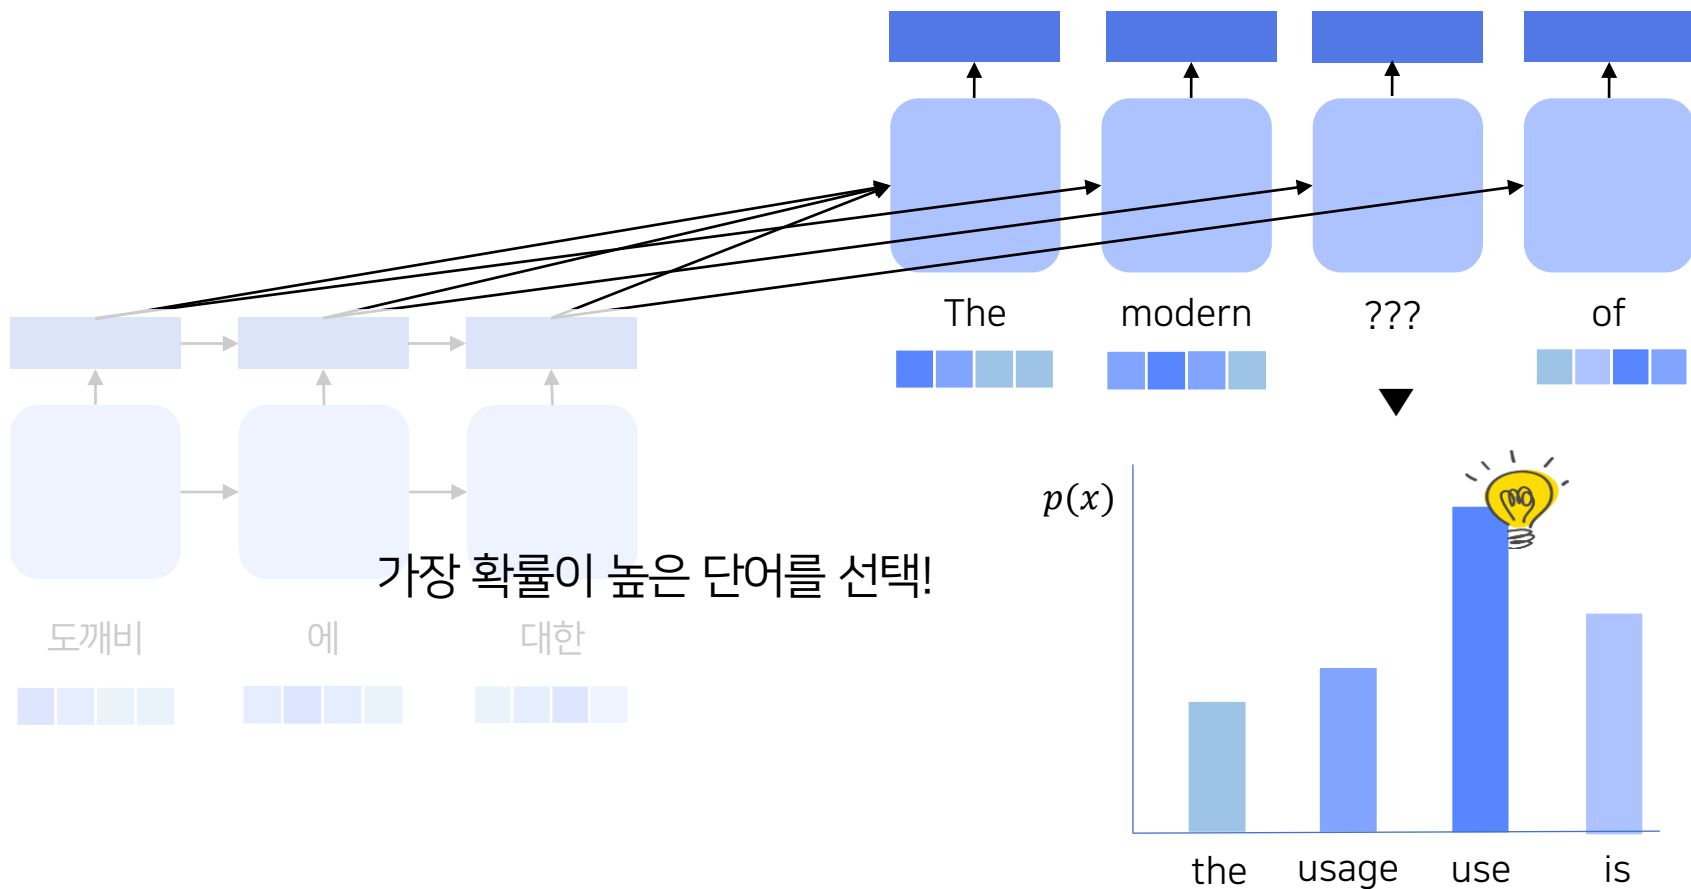 The modern ??? of
p(x)
가장 확률이 높은 단어를 선택!
도깨비 에 대한
the usage use is